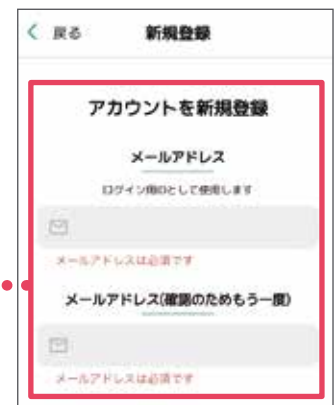 戻る 新規登録
アカウントを新規登録
メールアドレス
ログイン用IDとして使用します
メールアドレスは必須です
メールアドレス(確認のためもう一度)
メールアドレスは必須です